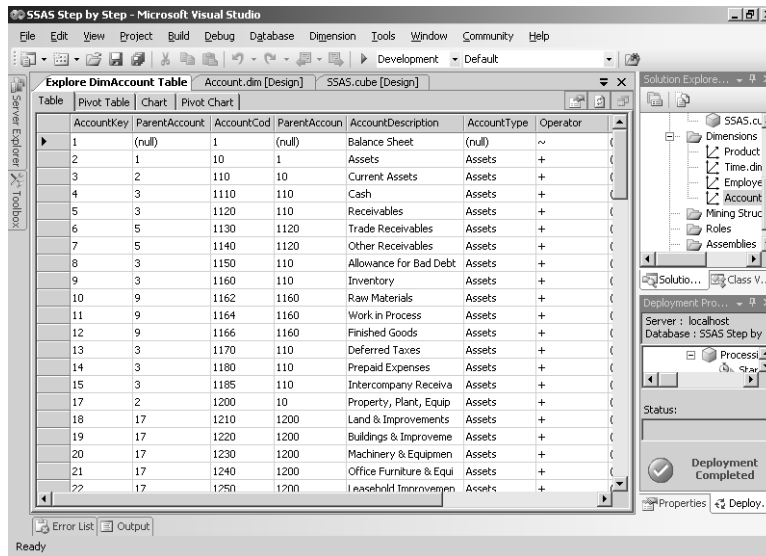 SSAS Step by Step - Microsoft Visual Studio
File Edit View Project Build Debug Database Dimension Tools Window Community Help
Development Default
Explore DimAccount Table Account.dim [Design] SSAS.cube [Design]
Table Pivot Table Chart Pivot Chart
AccountKey ParentAccount AccountCod ParentAccoun AccountDescription AccountType Operator
1 (null) 1 (null) Balance Sheet (null) ~
2 1 10 1 Assets Assets +
3 2 110 10 Current Assets Assets +
4 3 1110 110 Cash Assets +
5 3 1120 110 Receivables Assets +
6 5 1130 1120 Trade Receivables Assets +
7 5 1140 1120 Other Receivables Assets +
8 3 1150 110 Allowance for Bad Debt Assets +
9 3 1160 110 Inventory Assets +
10 9 1162 1160 Raw Materials Assets +
11 9 1164 1160 Work in Process Assets +
12 9 1166 1160 Finished Goods Assets +
13 3 1170 110 Deferred Taxes Assets +
14 3 1180 110 Prepaid Expenses Assets +
15 3 1185 110 Intercompany Receiva Assets +
17 2 1200 10 Property, Plant, Equip Assets +
18 17 1210 1200 Land & Improvements Assets +
19 17 1220 1200 Buildings & Improveme Assets +
20 17 1230 1200 Machinery & Equipmen Assets +
21 17 1240 1200 Office Furniture & Equi Assets +
22 17 1250 1200 Leasehold Improvemen Assets +
Server Explorer
Toolbox
Solution Explore...
SSAS.cu
Dimensions
Product
Time.din
Employe
Account
Mining Struc
Roles
Assemblies
Solutio... Class V...
Deployment Pro...
Server : localhost
Database : SSAS Step by
Processi
Star
Status:
Deployment
Completed
Properties Deploy.
Error List Output
Ready